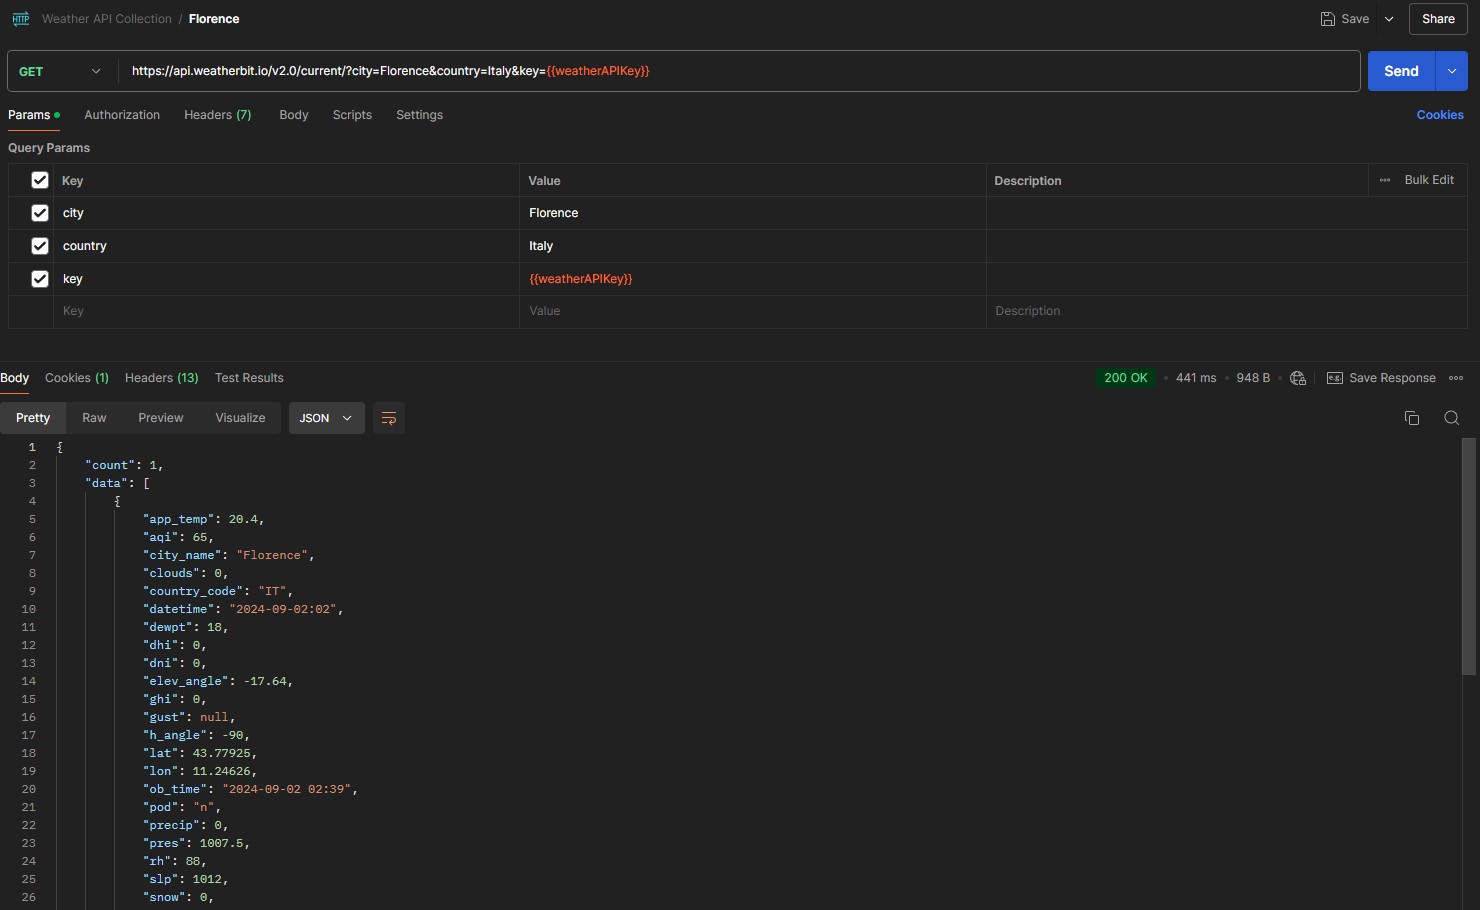 HTTP Weather API Collection / Florence Save Share
GET https://api.weatherbit.io/v2.0/current/?city=Florence&country=Italy&key={{weatherAPIKey}} Send
Params Authorization Headers (7) Body Scripts Settings Cookies
Query Params
Key Value Description Bulk Edit
city Florence
country Italy
key {{weatherAPIKey}}
Key Value Description
Body Cookies (1) Headers (13) Test Results 200 OK 441 ms 948 B e.g. Save Response
Pretty Raw Preview Visualize JSON
1 {
2 "count": 1,
3 "data": [
4 {
5 "app_temp": 20.4,
6 "aqi": 65,
7 "city_name": "Florence",
8 "clouds": 0,
9 "country_code": "IT",
10 "datetime": "2024-09-02:02",
11 "dewpt": 18,
12 "dhi": 0,
13 "dni": 0,
14 "elev_angle": -17.64,
15 "ghi": 0,
16 "gust": null,
17 "h_angle": -90,
18 "lat": 43.77925,
19 "lon": 11.24626,
20 "ob_time": "2024-09-02 02:39",
21 "pod": "n",
22 "precip": 0,
23 "pres": 1007.5,
24 "rh": 88,
25 "slp": 1012,
26 "snow": 0,